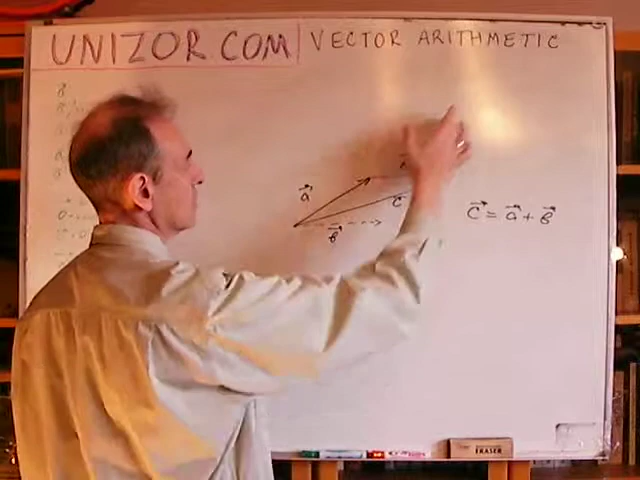 UNIZOR.COM VECTOR ARITHMETIC
a
c
b
c = a + b
ERASER